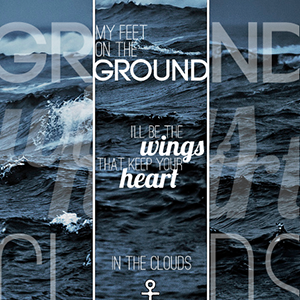 MY FEET
ON THE
GROUND
I'LL BE THE
wings
THAT KEEP YOUR
heart
IN THE CLOUDS